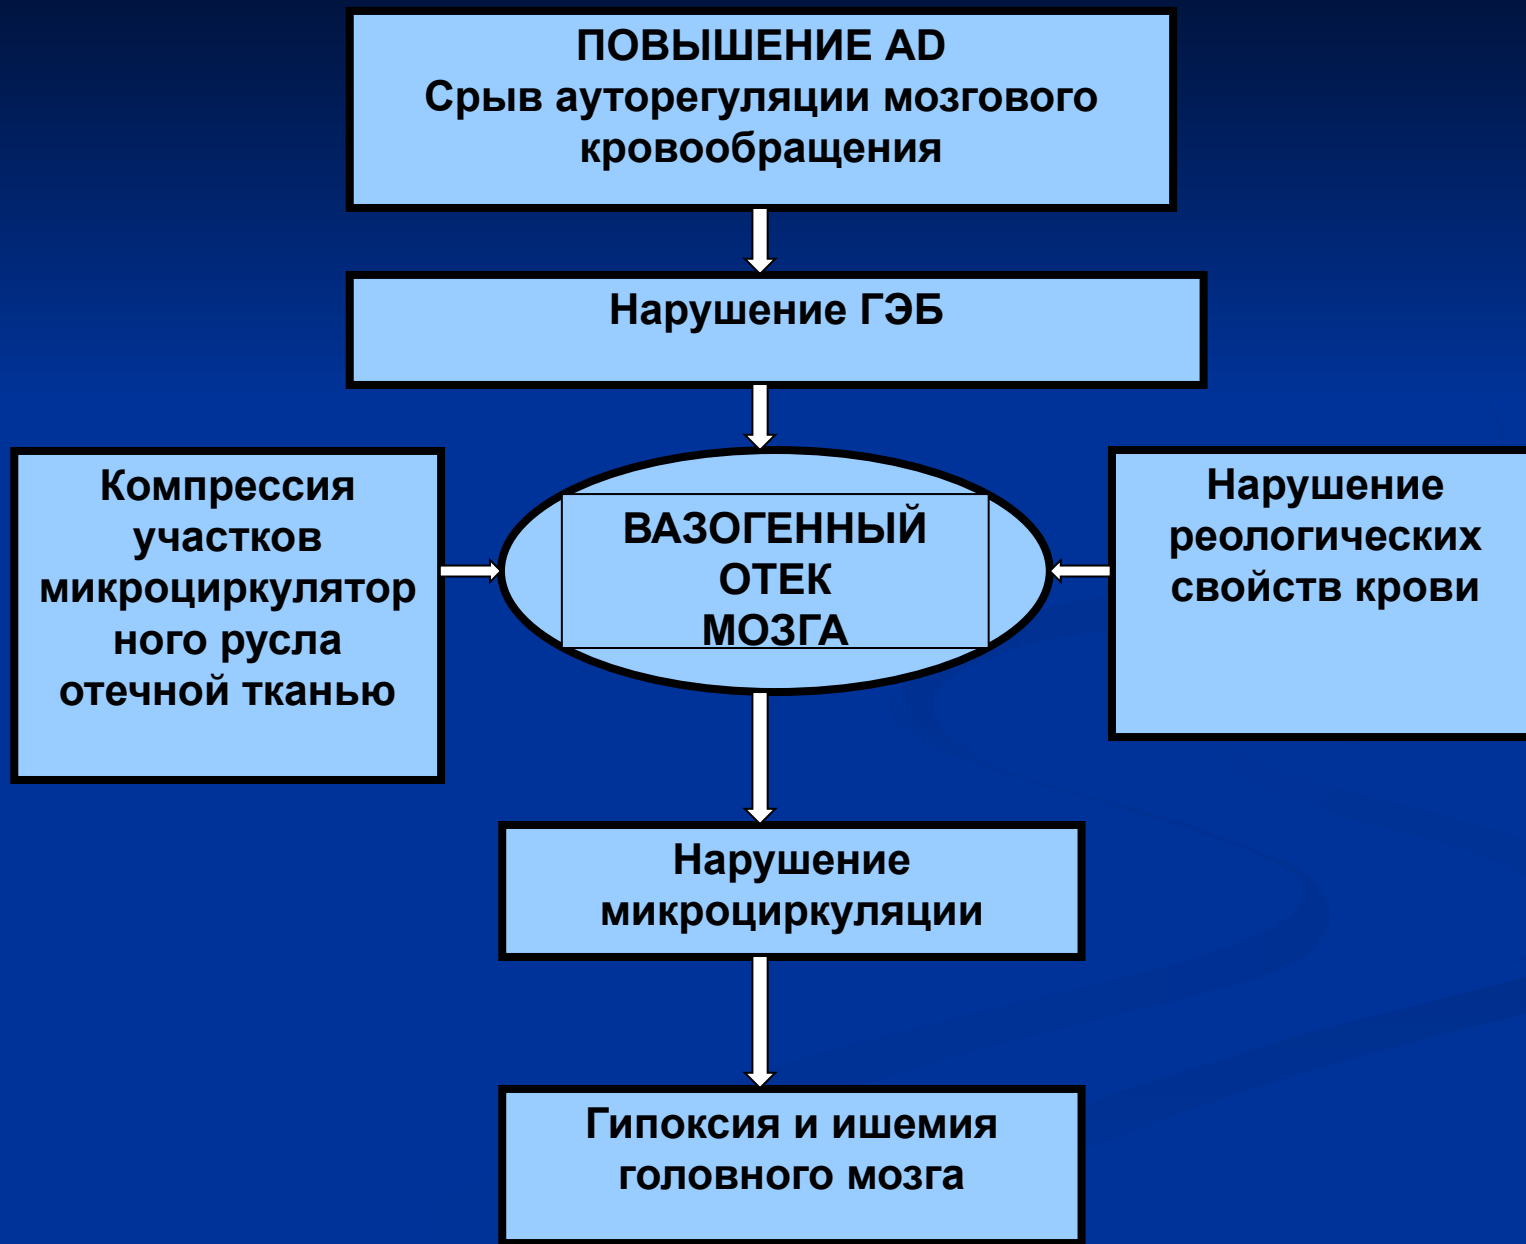 ПОВЫШЕНИЕ AD
Срыв ауторегуляции мозгового
кровообращения
Нарушение ГЭБ
Компрессия
участков
микроциркулятор
ного русла
отечной тканью
ВАЗОГЕННЫЙ
ОТЕК
МОЗГА
Нарушение
реологических
свойств крови
Нарушение
микроциркуляции
Гипоксия и ишемия
головного мозга